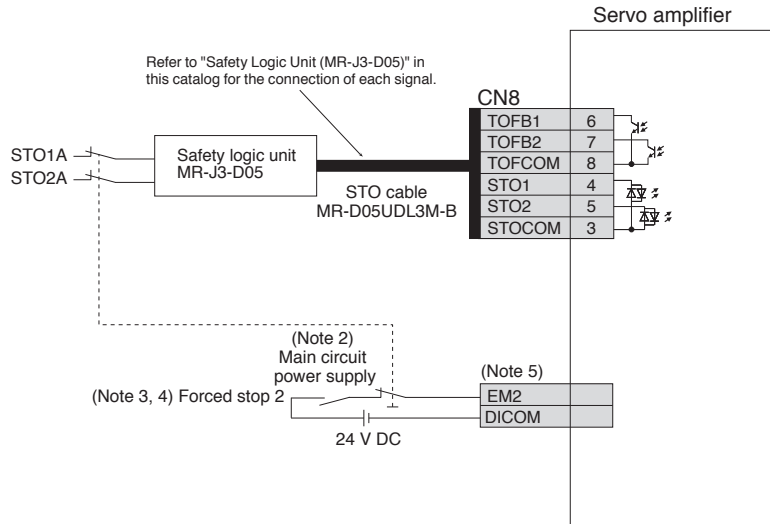 Servo amplifier
Refer to "Safety Logic Unit (MR-J3-D05)" in
this catalog for the connection of each signal.
CN8
TOFB1 6
TOFB2 7
TOFCOM 8
STO1 4
STO2 5
STOCOM 3
STO1A
STO2A
Safety logic unit
MR-J3-D05
STO cable
MR-D05UDL3M-B
(Note 2)
Main circuit
power supply
(Note 3, 4) Forced stop 2
24 V DC
(Note 5)
EM2
DICOM